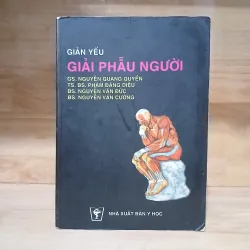 GIẢN YẾU
GIẢI PHẪU NGƯỜI
GS. NGUYỄN QUANG QUYỀN
TS. BS. PHẠM ĐĂNG DIỆU
BS. NGUYỄN VĂN ĐỨC
BS. NGUYỄN VĂN CƯỜNG
NHÀ XUẤT BẢN Y HỌC